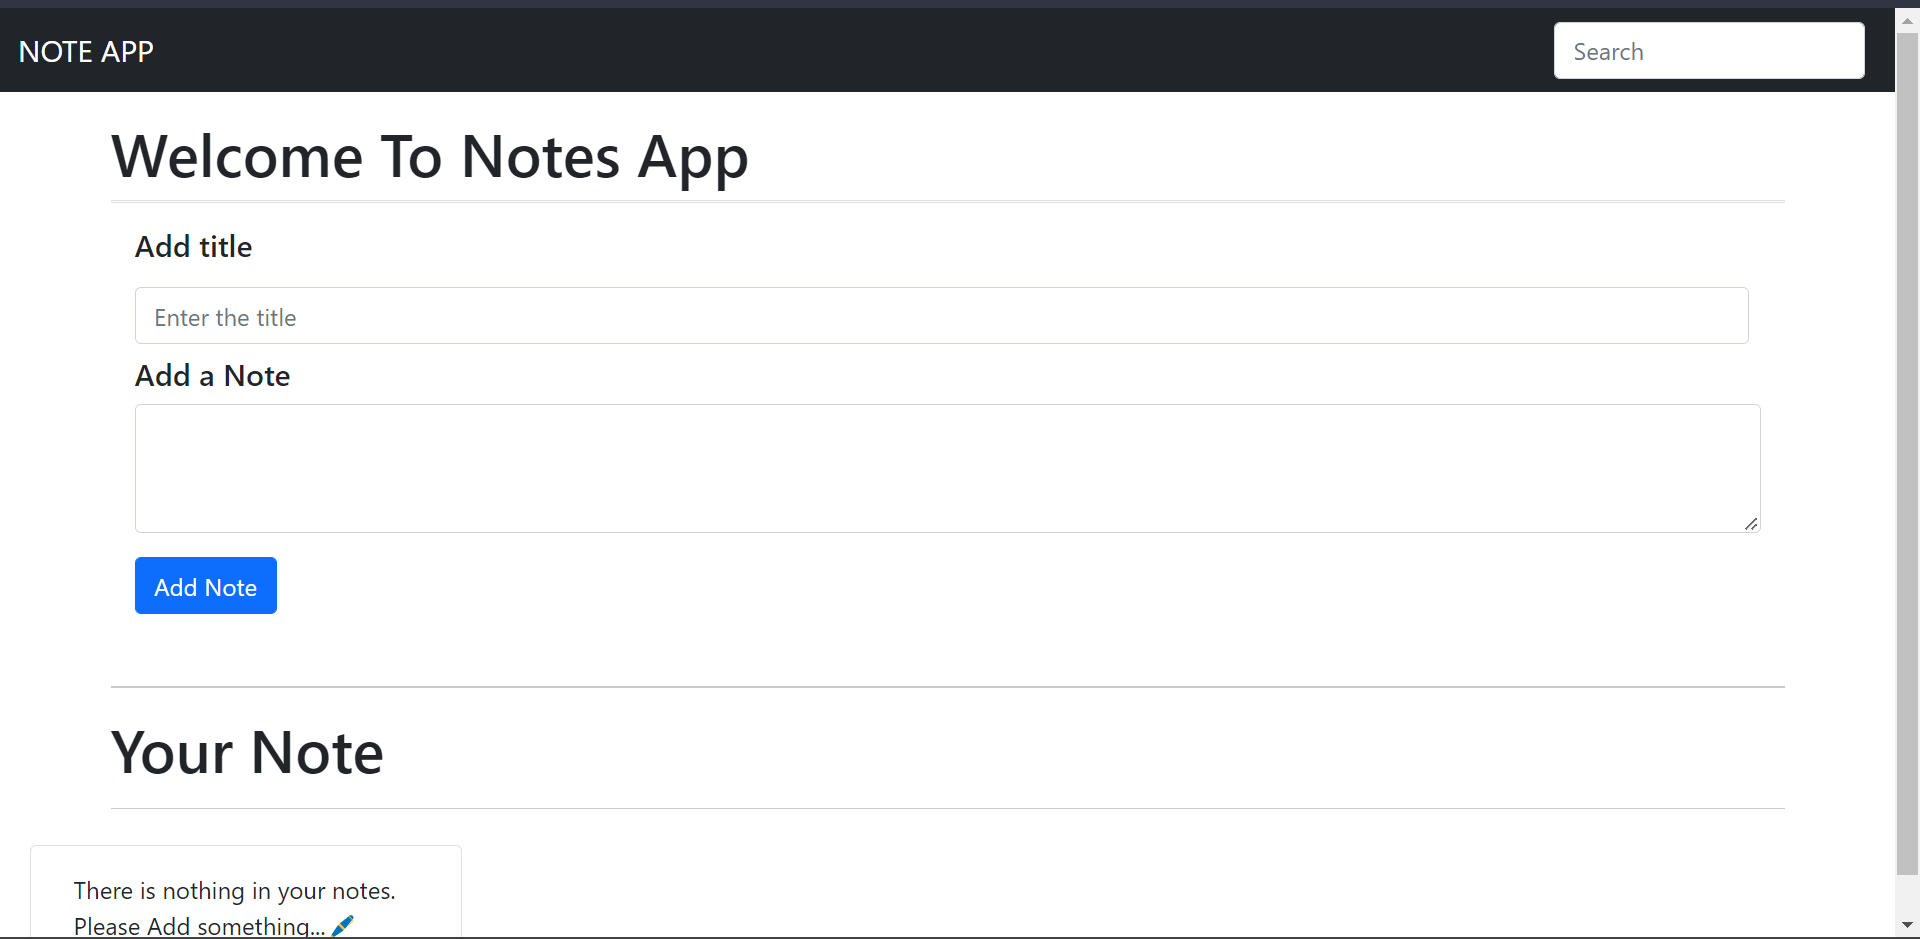 NOTE APP
Search
Welcome To Notes App
Add title
Enter the title
Add a Note
Add Note
Your Note
There is nothing in your notes.
Please Add something...🖌️